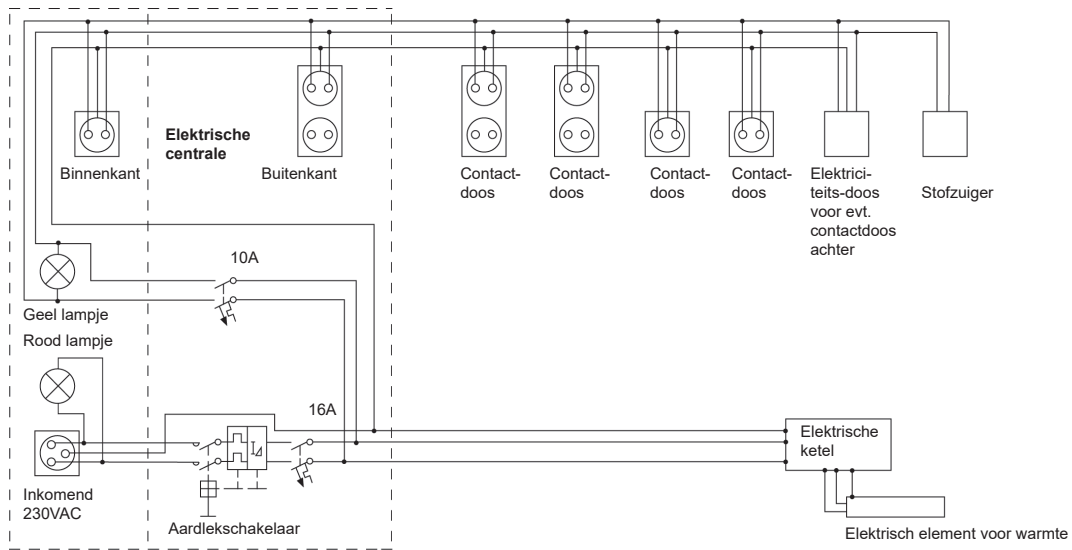 Elektrische
centrale
Binnenkant
Buitenkant
Contact-
doos
Contact-
doos
Contact-
doos
Contact-
doos
Elektrici-
teits-doos
voor evt.
contactdoos
achter
Stofzuiger
10A
Geel lampje
Rood lampje
16A
I
Elektrische
ketel
Inkomend
230VAC
Aardlekschakelaar
Elektrisch element voor warmte